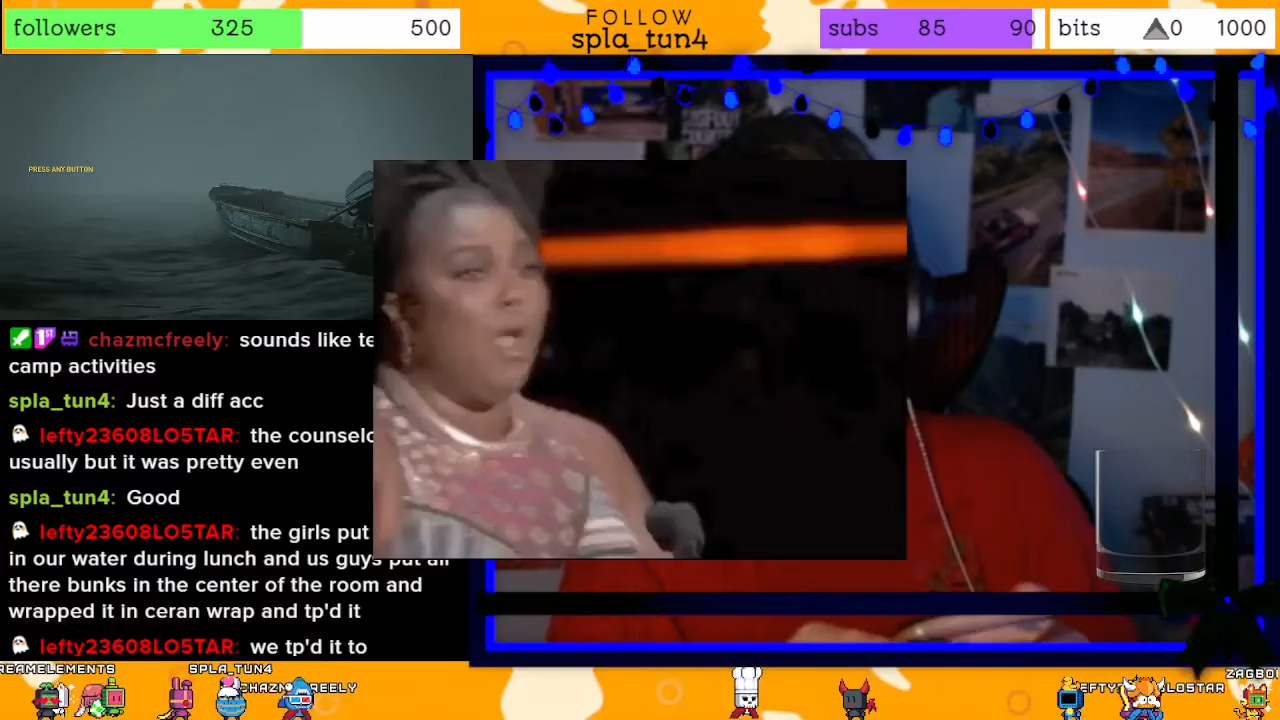 followers 325 500
FOLLOW
spla_tun4
subs 85 90
bits 0 1000
PRESS ANY BUTTON
chazmcfreely: sounds like
camp activities
spla_tun4: Just a diff acc
lefty23608LO5TAR: the
usually but it was pretty even
spla_tun4: Good
lefty23608LO5TAR: the girls put
in our water during lunch and us guys put all
there bunks in the center of the room and
wrapped it in ceran wrap and tp'd it
lefty23608LO5TAR: we tp'd it to
REAMELEMENTS SPLA_TUN4 ZAGBO